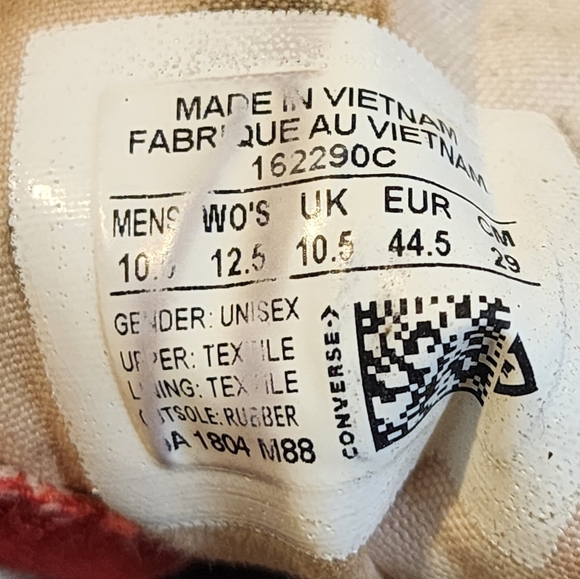 MADE IN VIETNAM
FABRIQUE AU VIETNAM
162290C
MENS WO'S UK EUR CM
10.5 12.5 10.5 44.5 29
GENDER: UNISEX
UPPER: TEXTILE
LINING: TEXTILE
OUTSOLE: RUBBER
1804 M88
CONVERSE